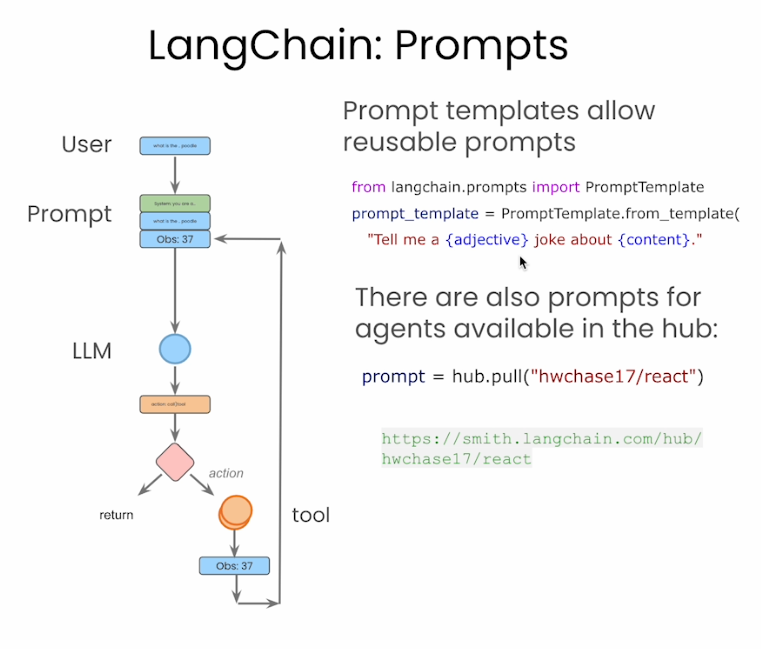 LangChain: Prompts
User
what is the...poodle
Prompt
System you are a..
what is the...poodle
Obs: 37
LLM
action
return
tool
Obs: 37
Prompt templates allow
reusable prompts
from langchain.prompts import PromptTemplate
prompt_template = PromptTemplate.from_template(
"Tell me a {adjective} joke about {content}."
There are also prompts for
agents available in the hub:
prompt = hub.pull("hwchase17/react")
https://smith.langchain.com/hub/
hwchase17/react